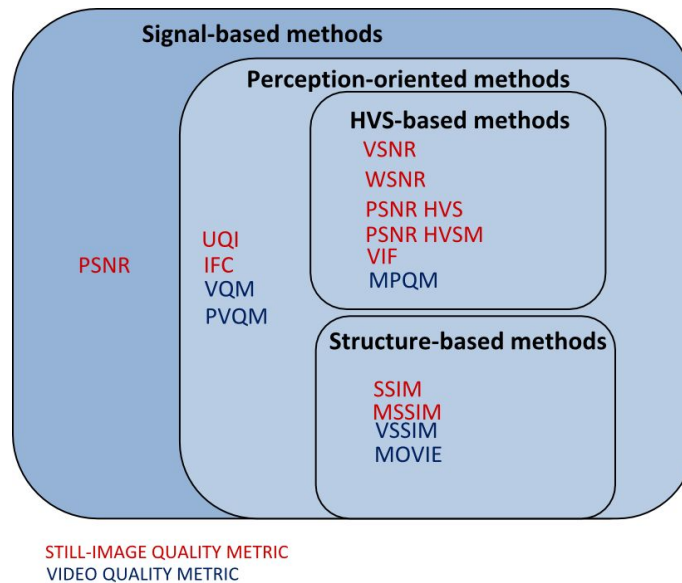 Signal-based methods
Perception-oriented methods
HVS-based methods
VSNR
WSNR
PSNR HVS
PSNR HVSM
VIF
MPQM
UQI
IFC
VQM
PVQM
PSNR
Structure-based methods
SSIM
MSSIM
VSSIM
MOVIE
STILL-IMAGE QUALITY METRIC
VIDEO QUALITY METRIC